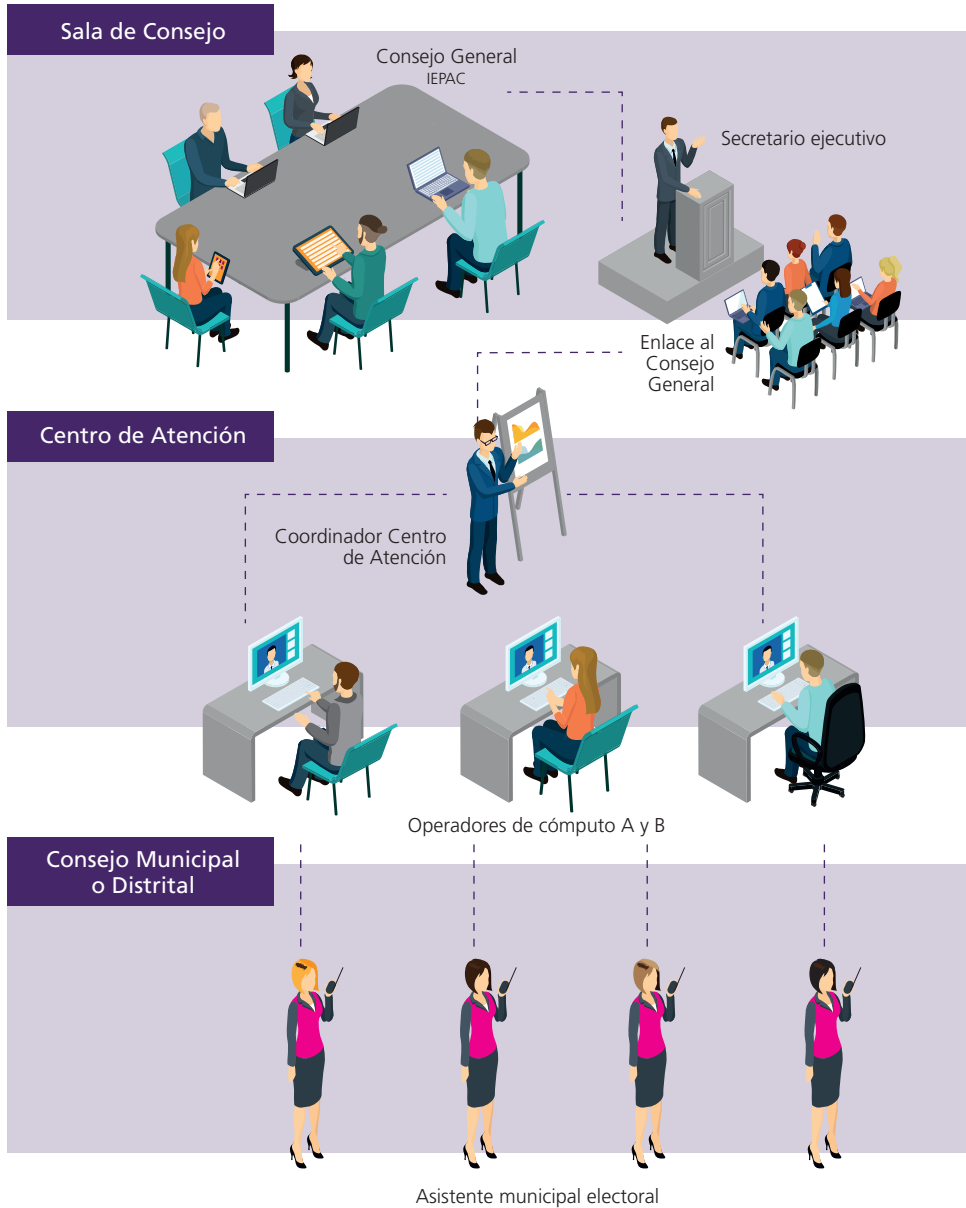 Sala de Consejo
Consejo General
IEPAC
Secretario ejecutivo
Enlace al
Consejo
General
Centro de Atención
Coordinador Centro
de Atención
Operadores de cómputo A y B
Consejo Municipal
o Distrital
Asistente municipal electoral